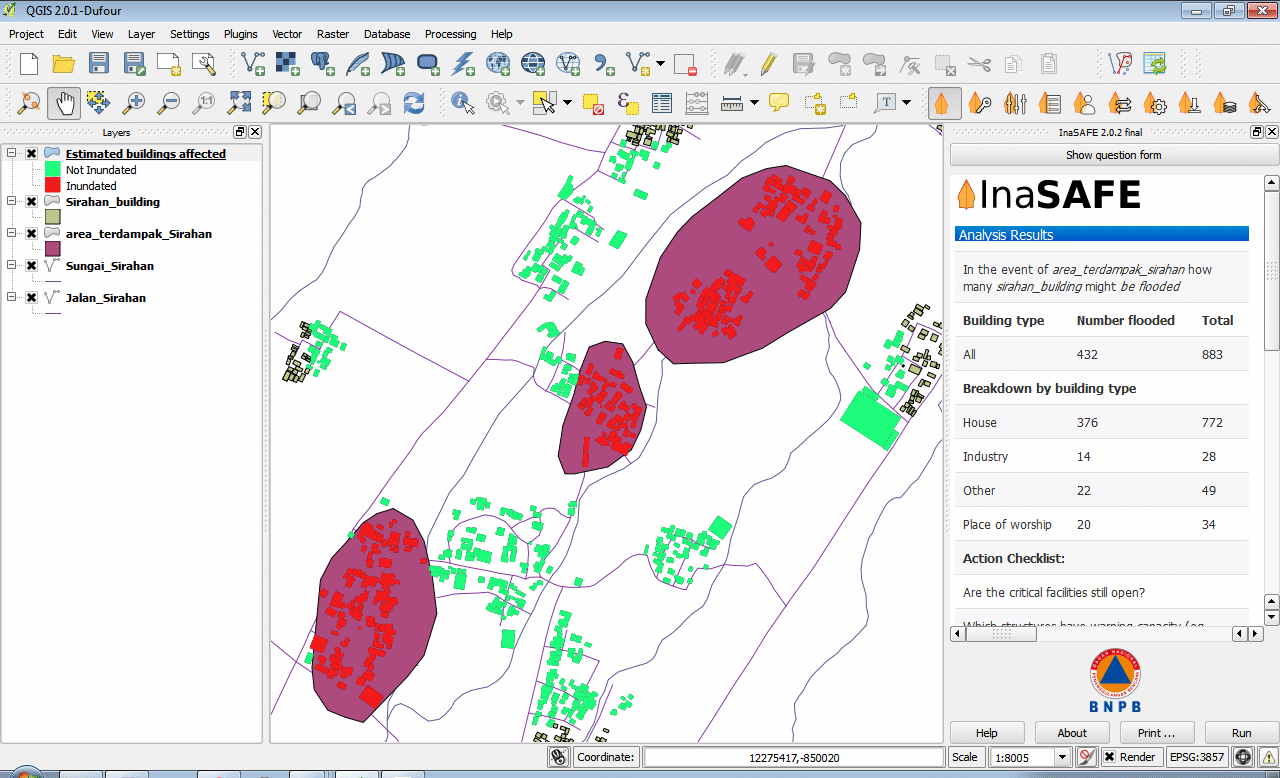 QGIS 2.0.1-Dufour
Project Edit View Layer Settings Plugins Vector Raster Database Processing Help
Layers
Estimated buildings affected
Not Inundated
Inundated
Sirahan_building
area_terdampak_Sirahan
Sungai_Sirahan
Jalan_Sirahan
InaSAFE 2.0.2 final
Show question form
InaSAFE
Analysis Results
In the event of area_terdampak_sirahan how
many sirahan_building might be flooded
Building type Number flooded Total
All 432 883
Breakdown by building type
House 376 772
Industry 14 28
Other 22 49
Place of worship 20 34
Action Checklist:
Are the critical facilities still open?
Which structures have warning capacity (eg
BNPB
Help About Print ... Run
Coordinate: 12275417,-850020 Scale 1:8005 Render EPSG:3857